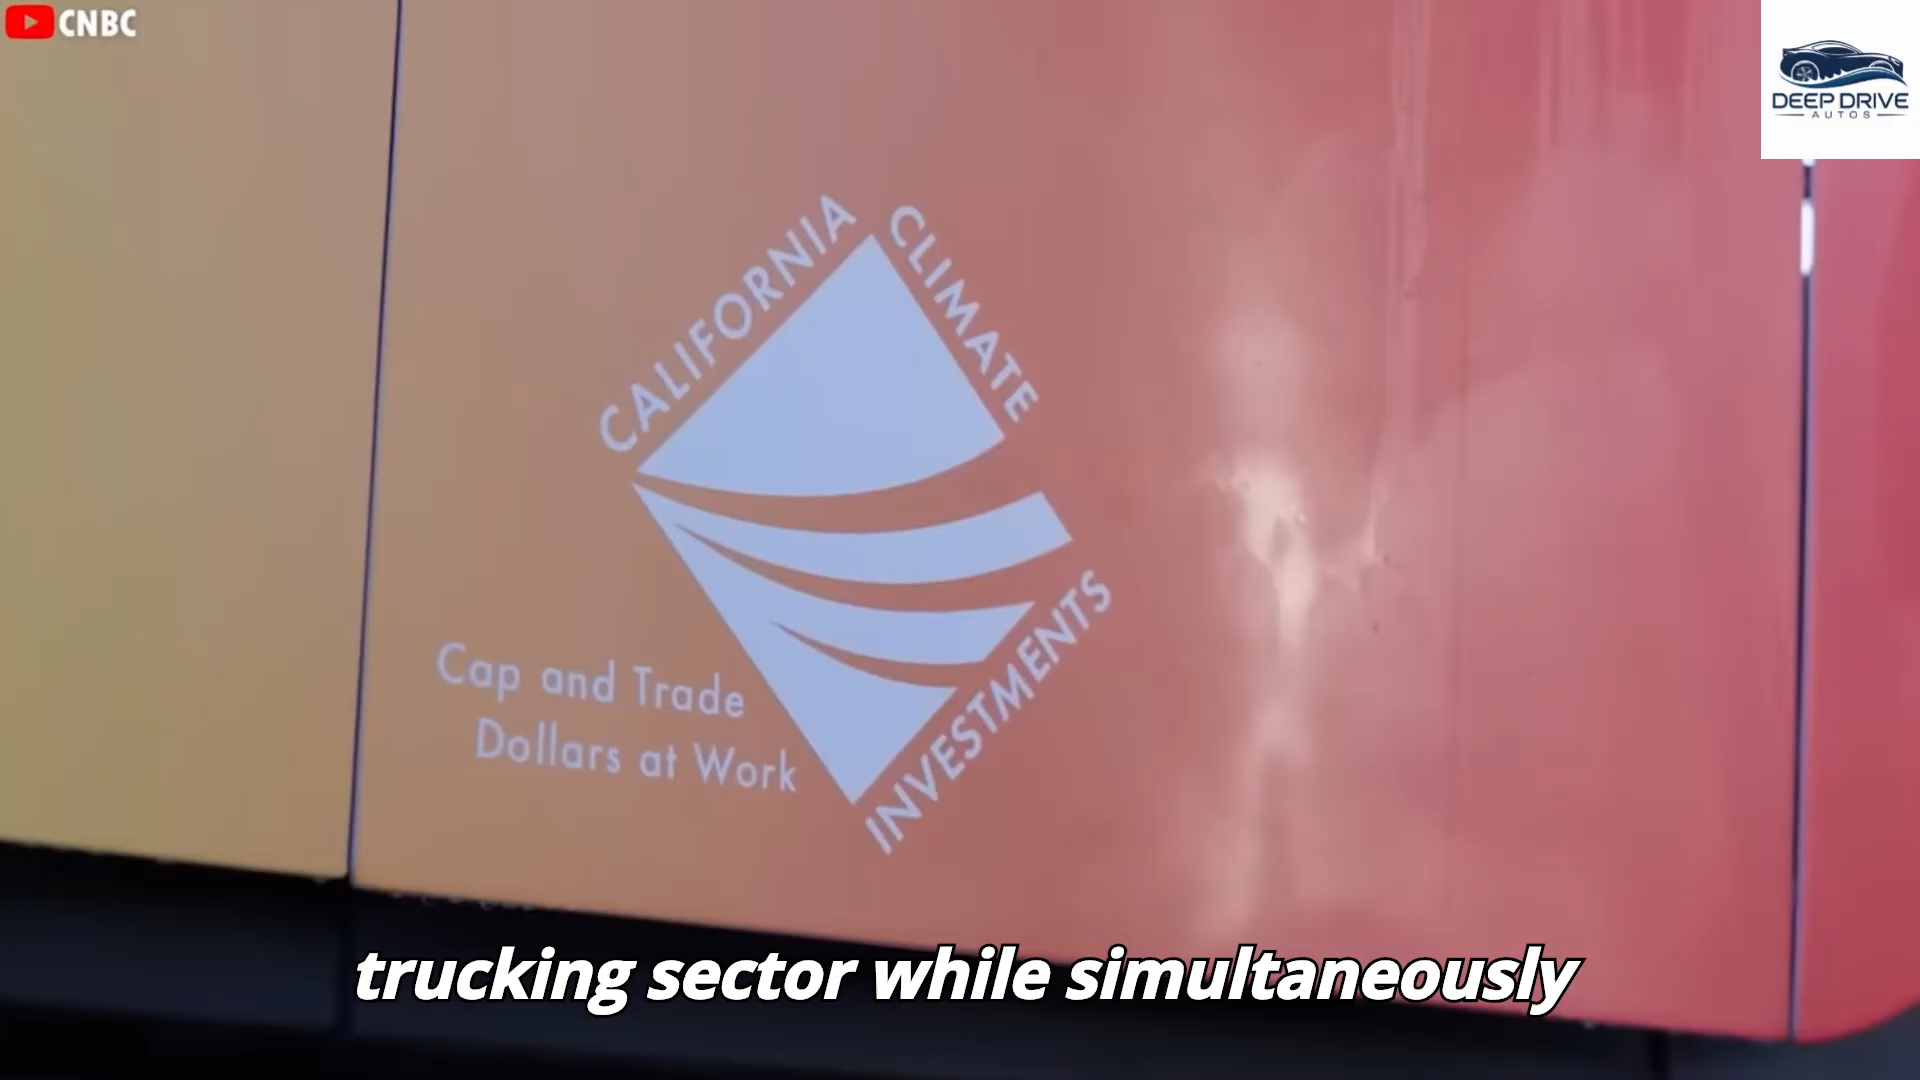 CNBC
DEEP DRIVE
AUTOS
CALIFORNIA
CLIMATE
INVESTMENTS
Cap and Trade
Dollars at Work
trucking sector while simultaneously